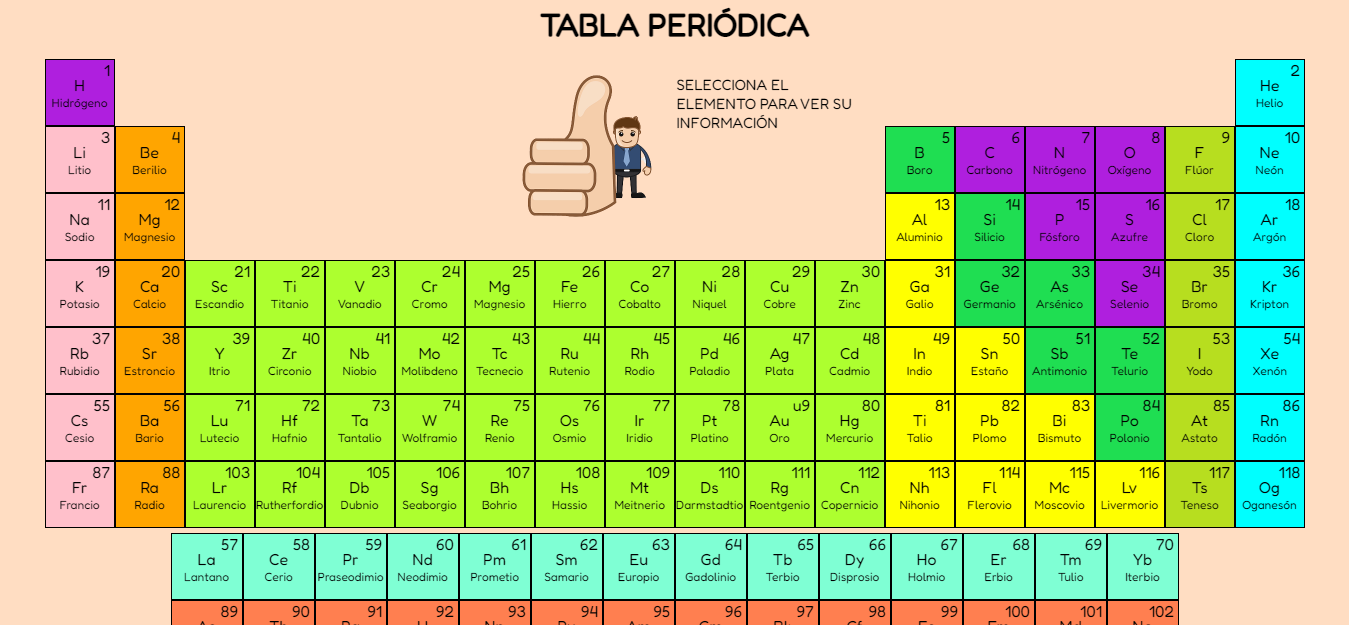 TABLA PERIÓDICA
1 2
H He
Hidrógeno Helio
SELECCIONA EL
ELEMENTO PARA VER SU
INFORMACIÓN
3 4 5 6 7 8 9 10
Li Be B C N O F Ne
Litio Berilio Boro Carbono Nitrógeno Oxígeno Flúor Neón
11 12 13 14 15 16 17 18
Na Mg Al Si P S Cl Ar
Sodio Magnesio Aluminio Silicio Fósforo Azufre Cloro Argón
19 20 21 22 23 24 25 26 27 28 29 30 31 32 33 34 35 36
K Ca Sc Ti V Cr Mg Fe Co Ni Cu Zn Ga Ge As Se Br Kr
Potasio Calcio Escandio Titanio Vanadio Cromo Magnesio Hierro Cobalto Niquel Cobre Zinc Galio Germanio Arsénico Selenio Bromo Kripton
37 38 39 40 41 42 43 44 45 46 47 48 49 50 51 52 53 54
Rb Sr Y Zr Nb Mo Tc Ru Rh Pd Ag Cd In Sn Sb Te I Xe
Rubidio Estroncio Itrio Circonio Niobio Molibdeno Tecnecio Rutenio Rodio Paladio Plata Cadmio Indio Estaño Antimonio Telurio Yodo Xenón
55 56 71 72 73 74 75 76 77 78 u9 80 81 82 83 84 85 86
Cs Ba Lu Hf Ta W Re Os Ir Pt Au Hg Ti Pb Bi Po At Rn
Cesio Bario Lutecio Hafnio Tantalio Wolframio Renio Osmio Iridio Platino Oro Mercurio Talio Plomo Bismuto Polonio Astato Radón
87 88 103 104 105 106 107 108 109 110 111 112 113 114 115 116 117 118
Fr Ra Lr Rf Db Sg Bh Hs Mt Ds Rg Cn Nh Fl Mc Lv Ts Og
Francio Radio Laurencio Rutherfordio Dubnio Seaborgio Bohrio Hassio Meitnerio Darmstadtio Roentgenio Copernicio Nihonio Flerovio Moscovio Livermorio Teneso Oganesón
57 58 59 60 61 62 63 64 65 66 67 68 69 70
La Ce Pr Nd Pm Sm Eu Gd Tb Dy Ho Er Tm Yb
Lantano Cerio Praseodimio Neodimio Prometio Samario Europio Gadolinio Terbio Disprosio Holmio Erbio Tulio Iterbio
89 90 91 92 93 94 95 96 97 98 99 100 101 102